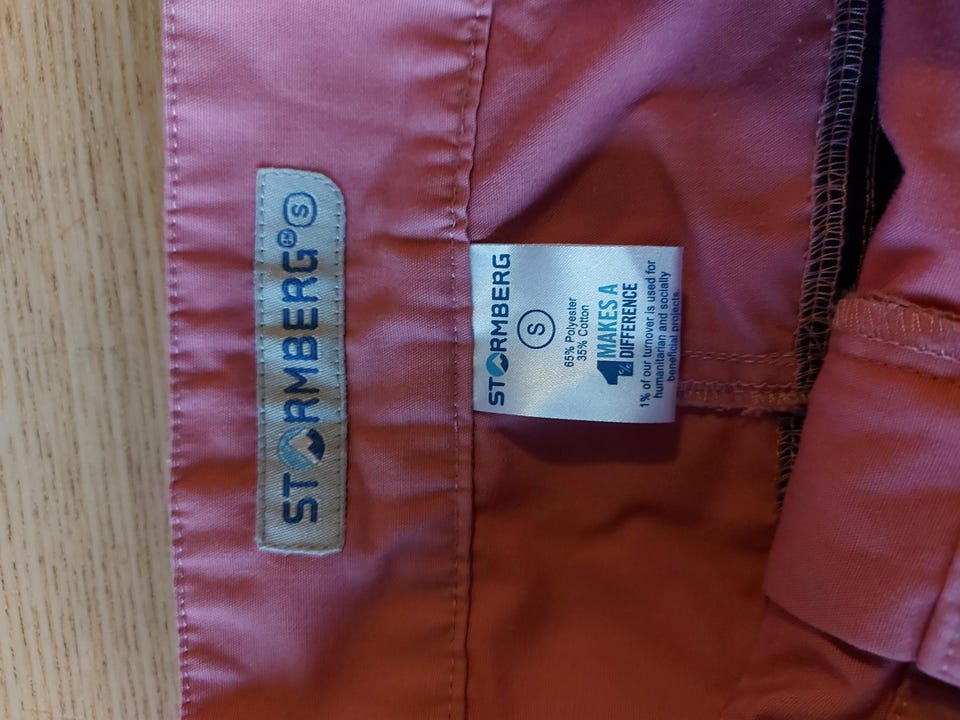 STORMBERG® S
STORMBERG
S
65% Polyester
35% Cotton
1% MAKES A
DIFFERENCE
1% of our turnover is used for
humanitarian and socially
beneficial projects.